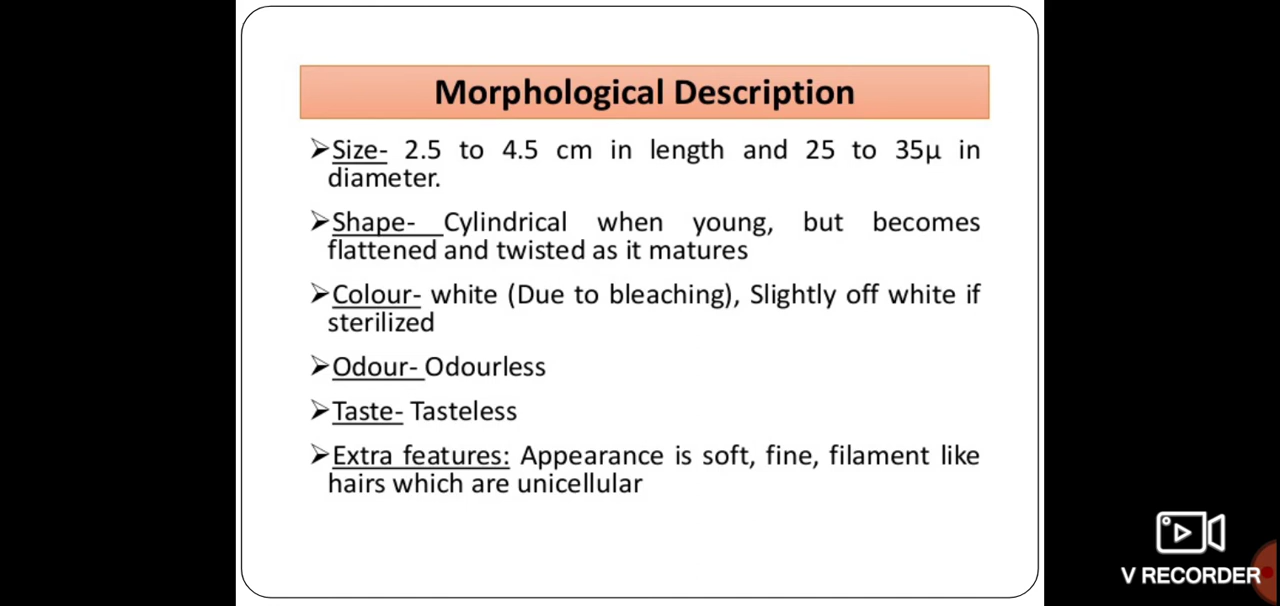 Morphological Description
➢Size- 2.5 to 4.5 cm in length and 25 to 35µ in
diameter.
➢Shape- Cylindrical when young, but becomes
flattened and twisted as it matures
➢Colour- white (Due to bleaching), Slightly off white if
sterilized
➢Odour- Odourless
➢Taste- Tasteless
➢Extra features: Appearance is soft, fine, filament like
hairs which are unicellular
V RECORDER